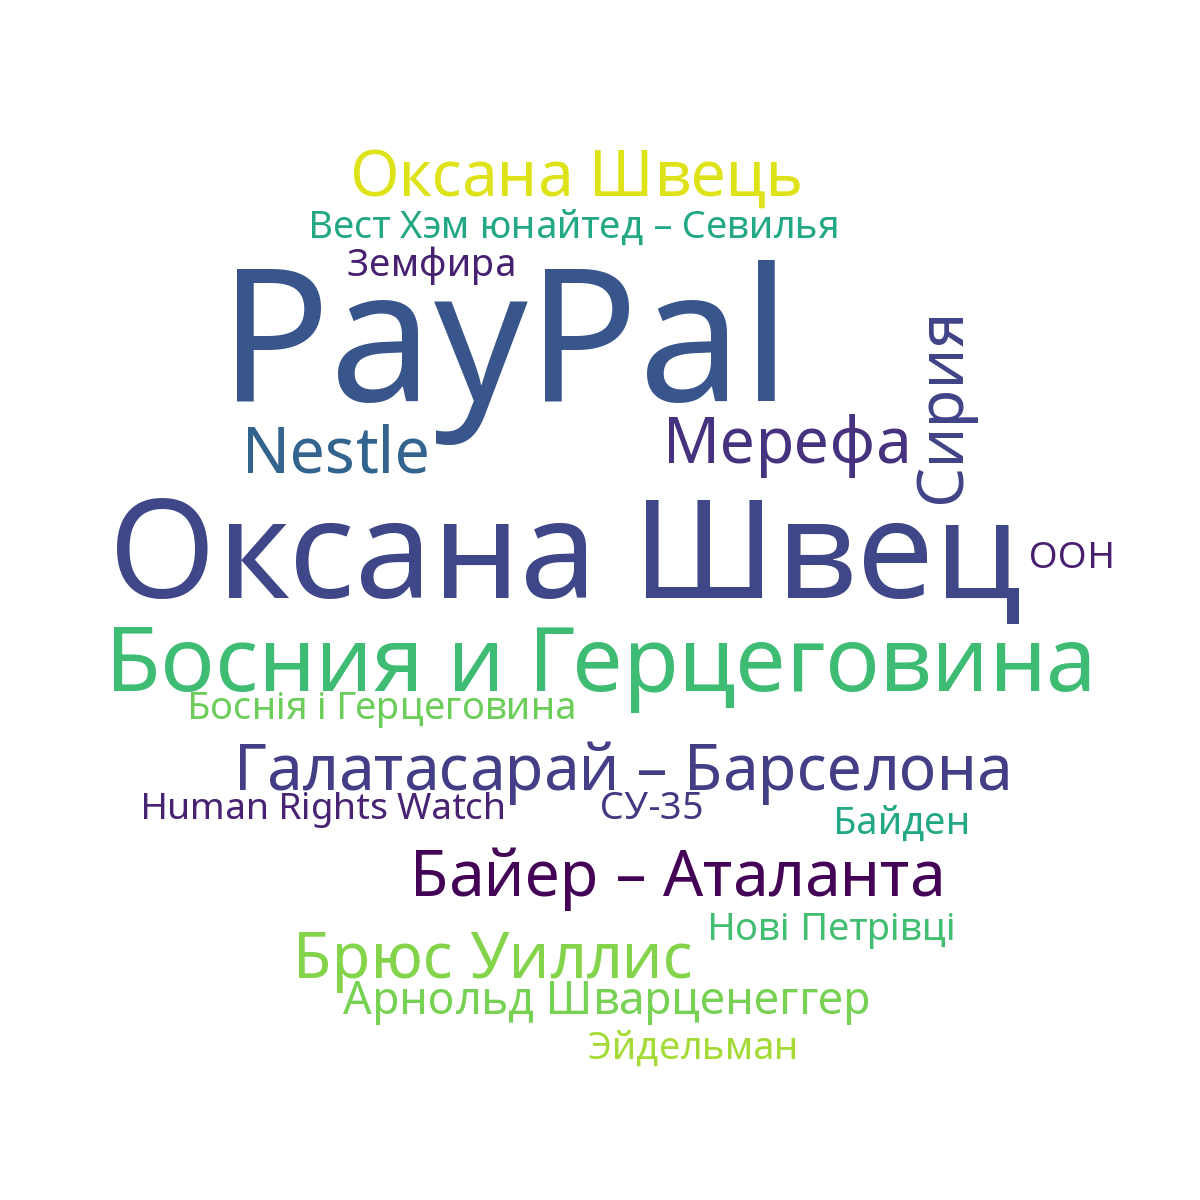 Оксана Швець
Вест Хэм юнайтед – Севилья
Земфира
PayPal
Сирия
Nestle
Мерефа
Оксана Швец
ООН
Босния и Герцеговина
Боснія і Герцеговина
Галатасарай – Барселона
Human Rights Watch
СУ-35
Байден
Байер – Аталанта
Нові Петрівці
Брюс Уиллис
Арнольд Шварценеггер
Эйдельман